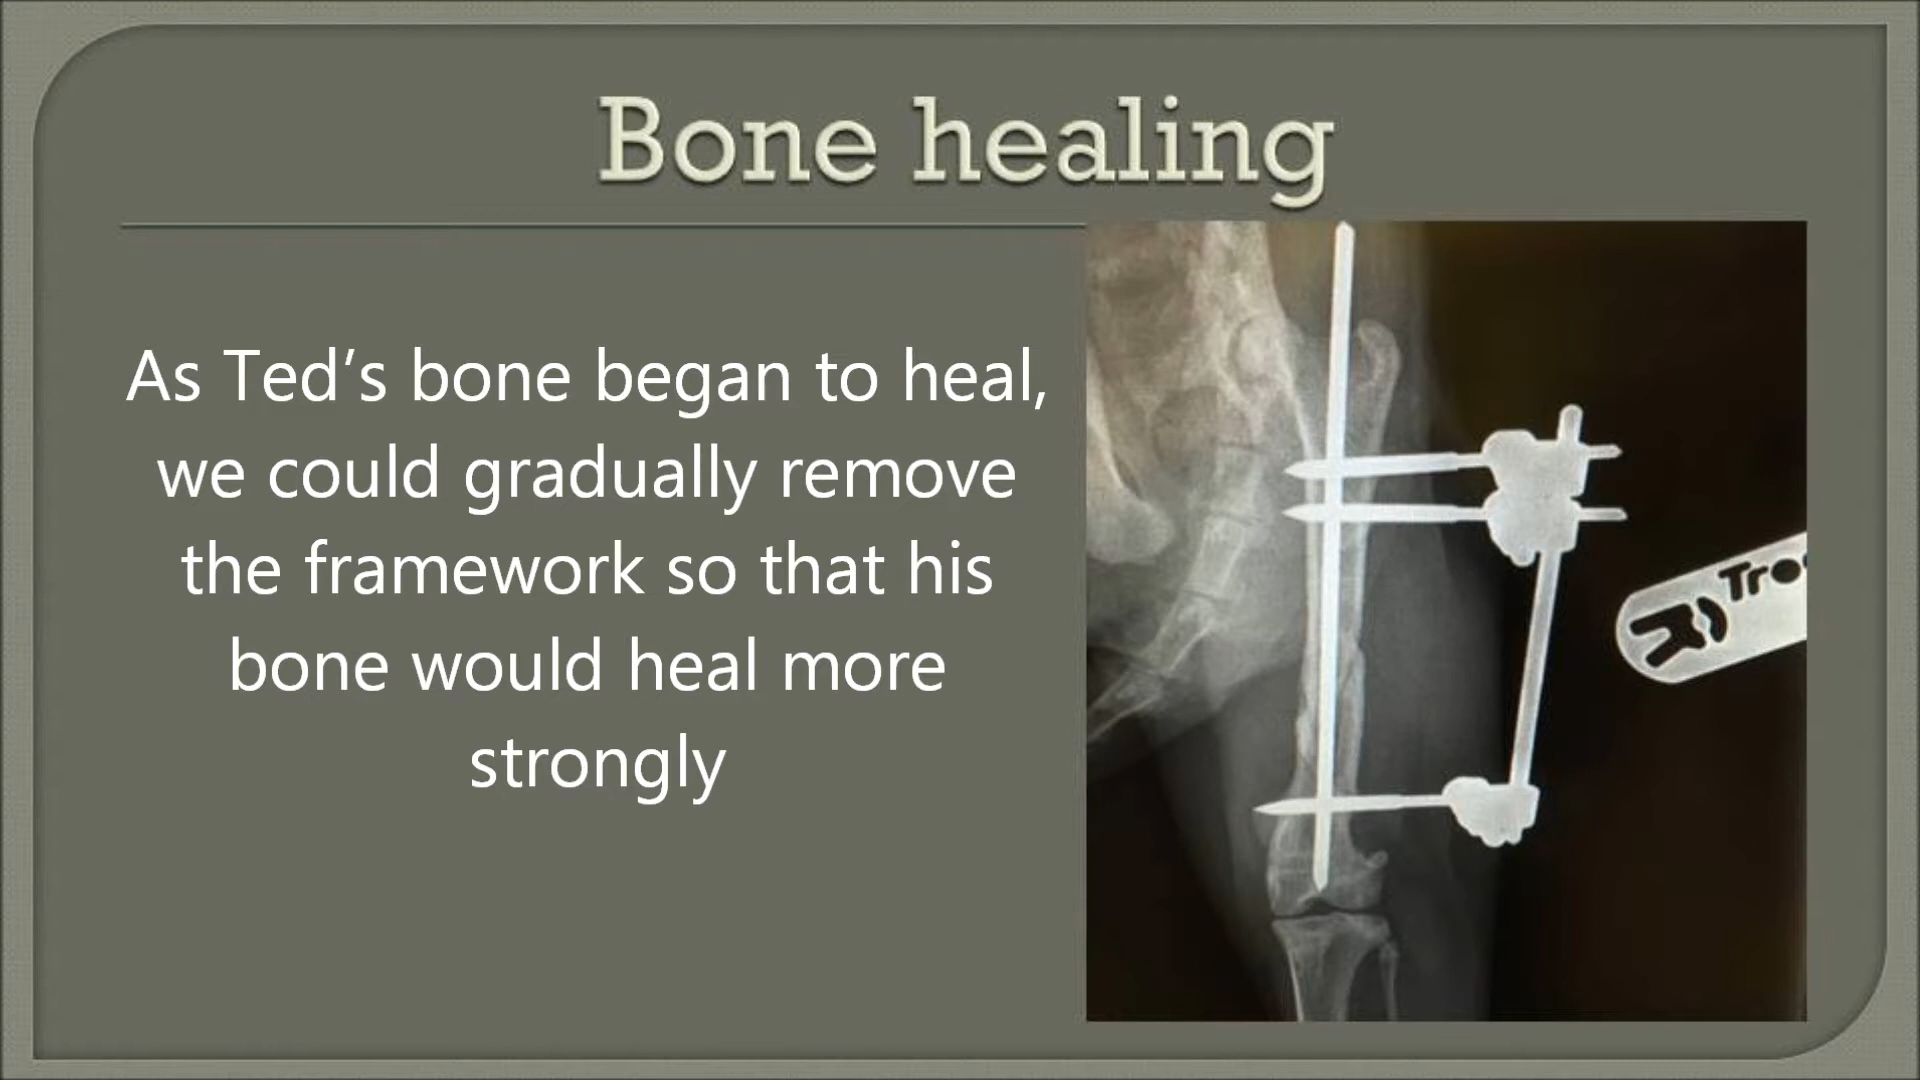 Bone healing
As Ted’s bone began to heal,
we could gradually remove
the framework so that his
bone would heal more
strongly